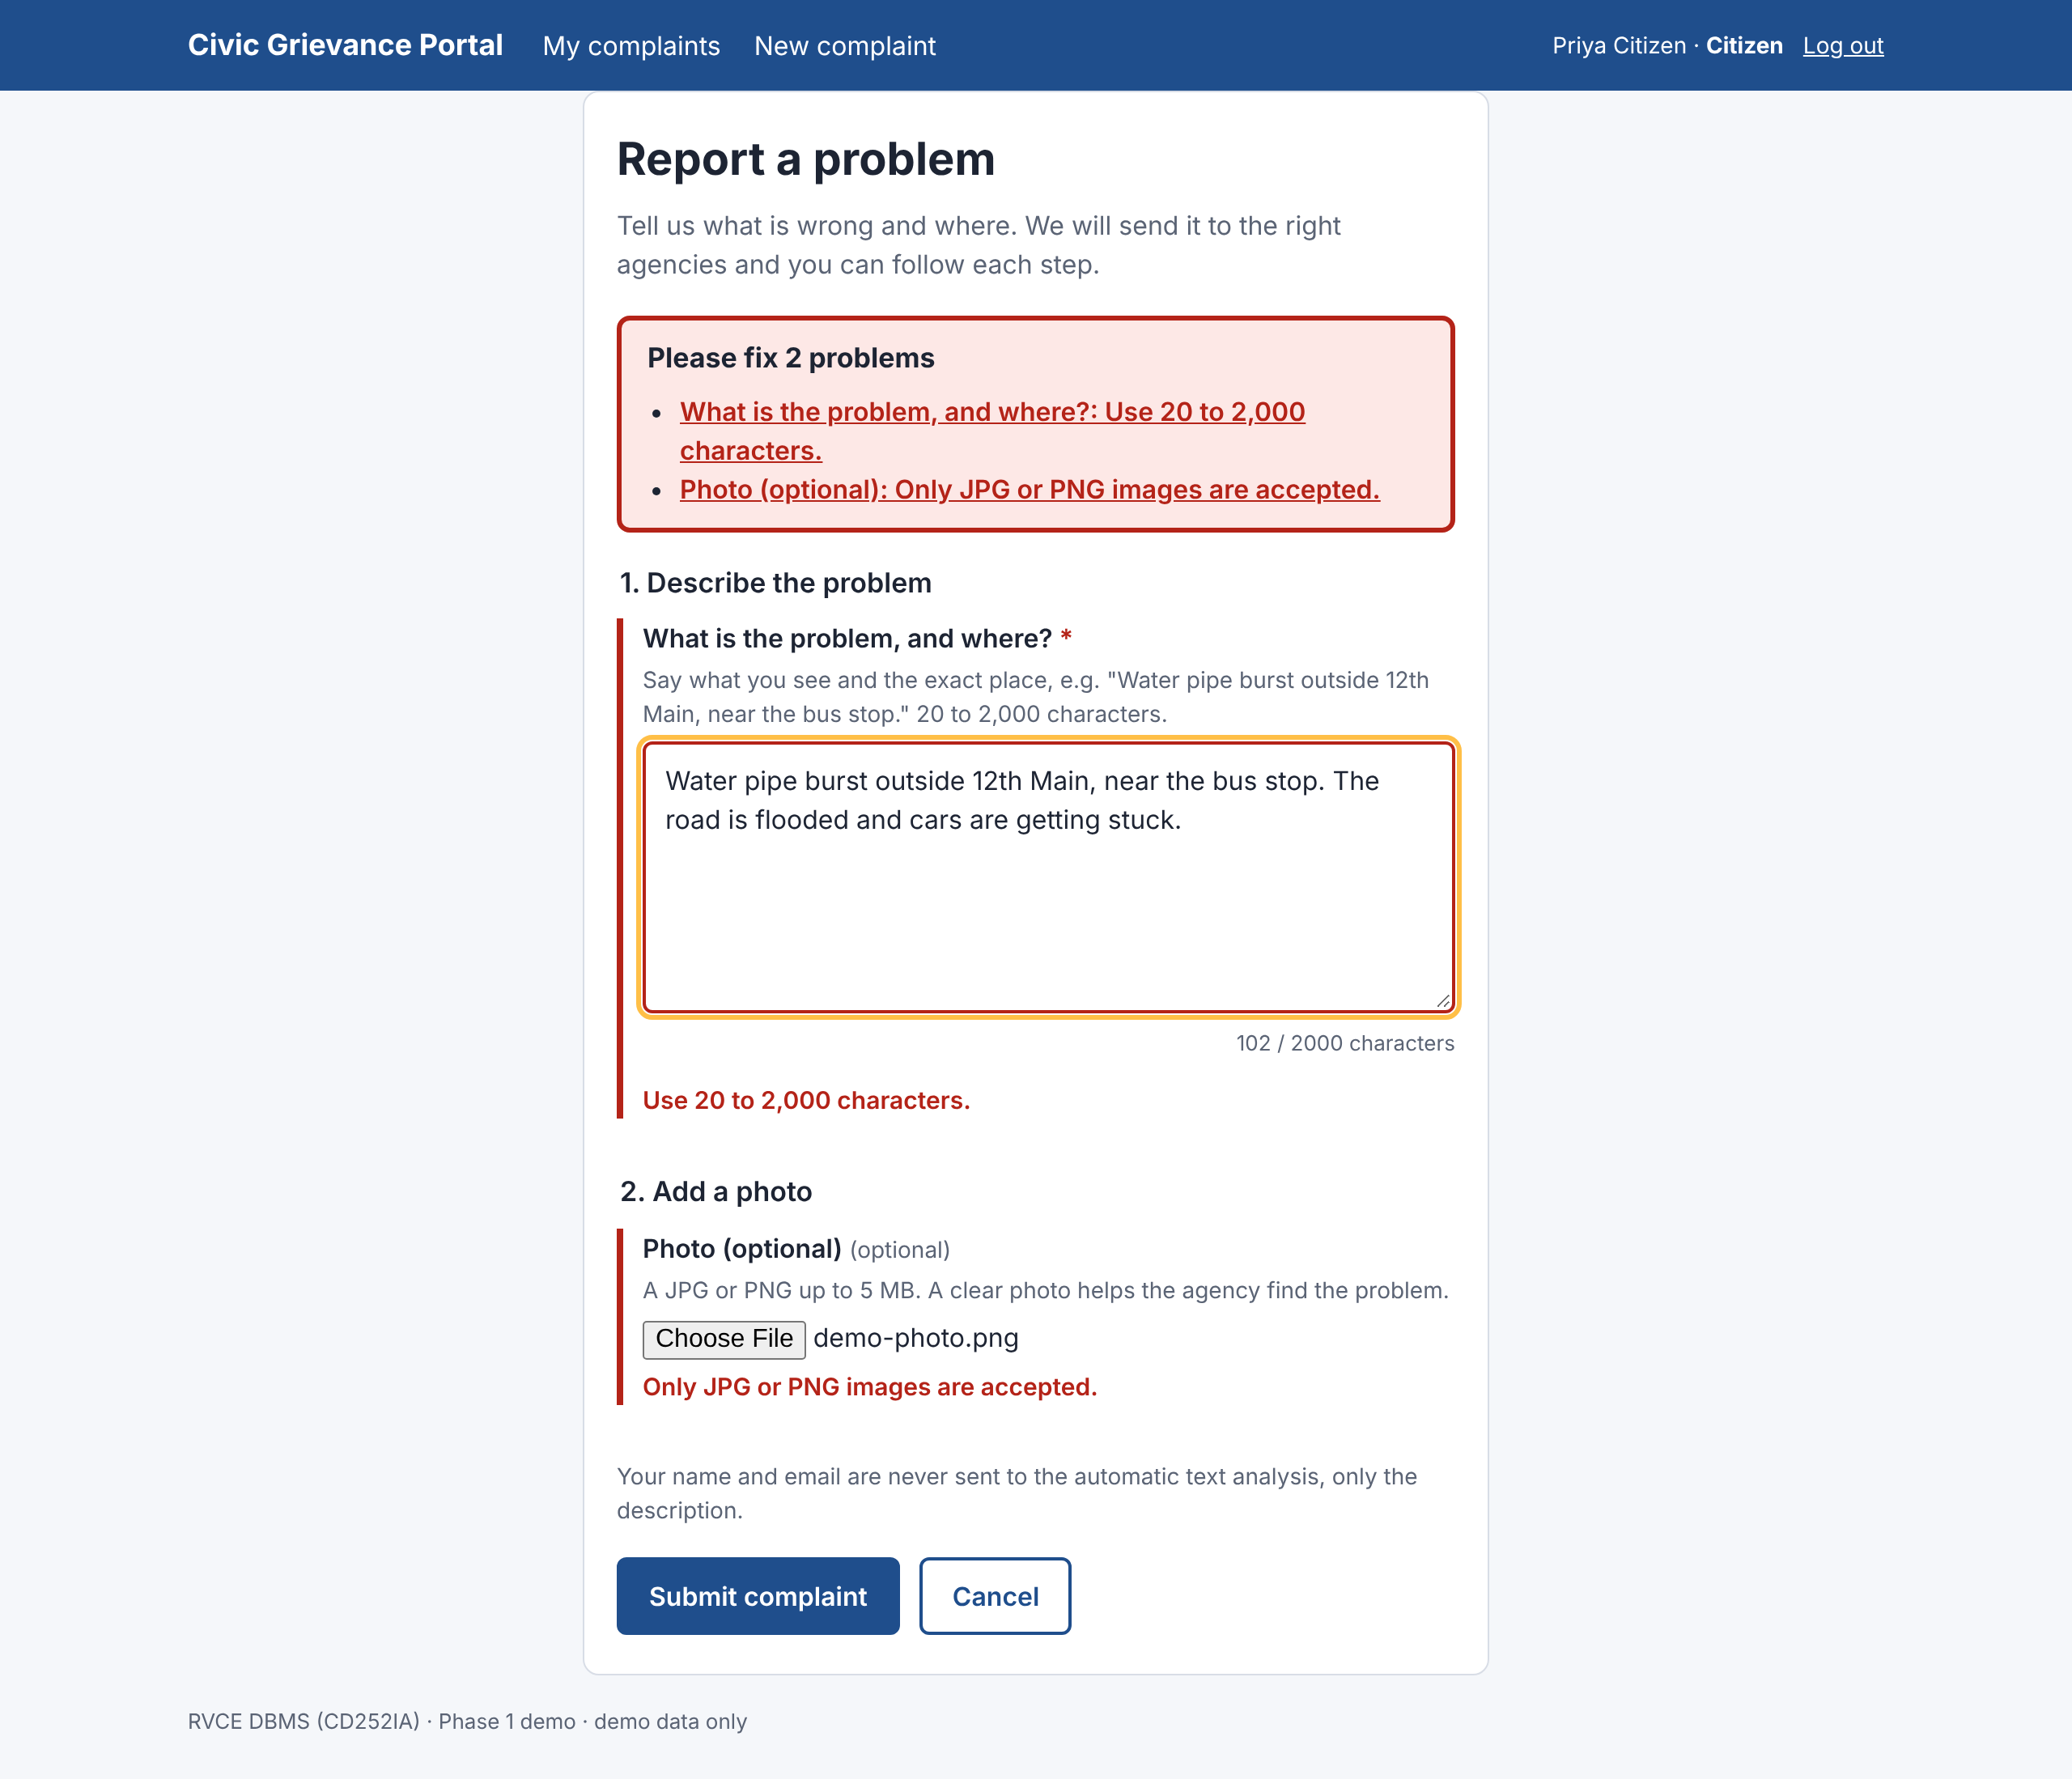 Civic Grievance Portal My complaints New complaint Priya Citizen · Citizen Log out
Report a problem
Tell us what is wrong and where. We will send it to the right
agencies and you can follow each step.
Please fix 2 problems
• What is the problem, and where?: Use 20 to 2,000
characters.
• Photo (optional): Only JPG or PNG images are accepted.
1. Describe the problem
What is the problem, and where? *
Say what you see and the exact place, e.g. "Water pipe burst outside 12th
Main, near the bus stop." 20 to 2,000 characters.
Water pipe burst outside 12th Main, near the bus stop. The
road is flooded and cars are getting stuck.
102 / 2000 characters
Use 20 to 2,000 characters.
2. Add a photo
Photo (optional) (optional)
A JPG or PNG up to 5 MB. A clear photo helps the agency find the problem.
Choose File demo-photo.png
Only JPG or PNG images are accepted.
Your name and email are never sent to the automatic text analysis, only the
description.
Submit complaint Cancel
RVCE DBMS (CD252IA) · Phase 1 demo · demo data only